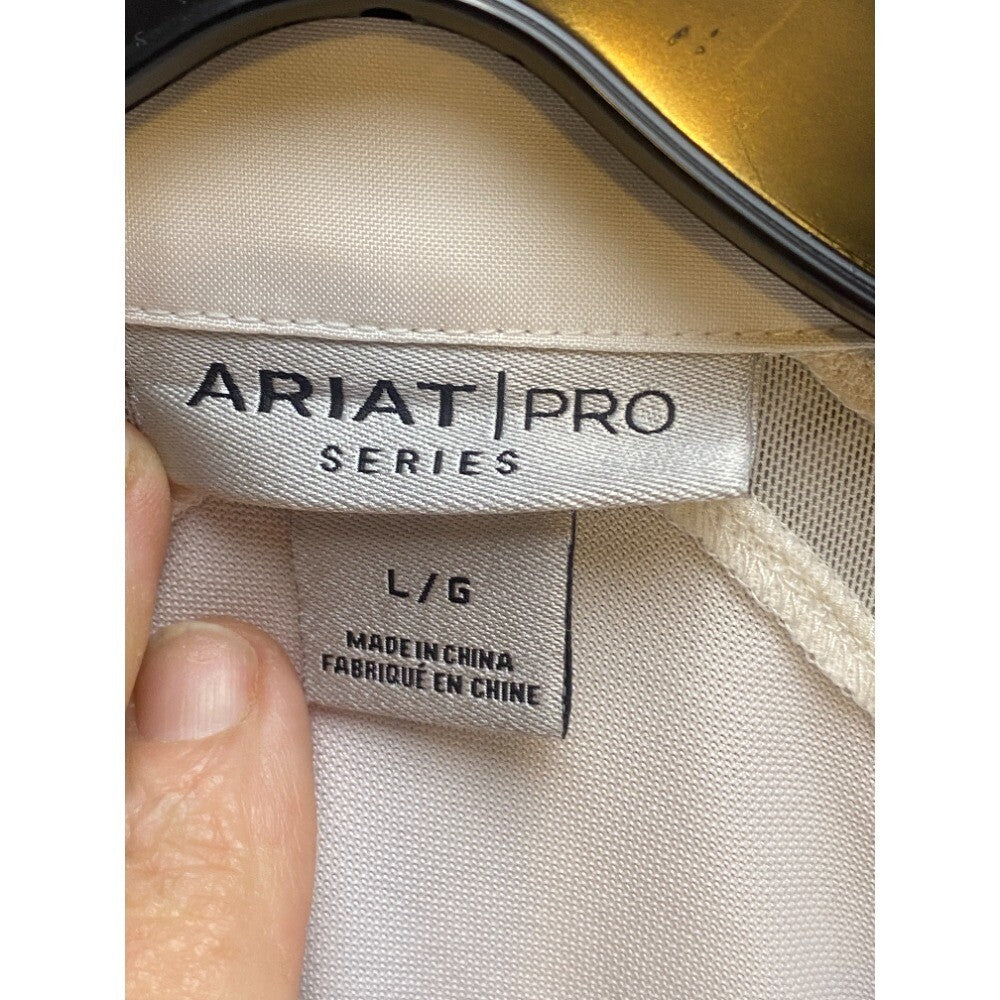 ARIAT | PRO
SERIES
L/G
MADE IN CHINA
FABRIQUÉ EN CHINE